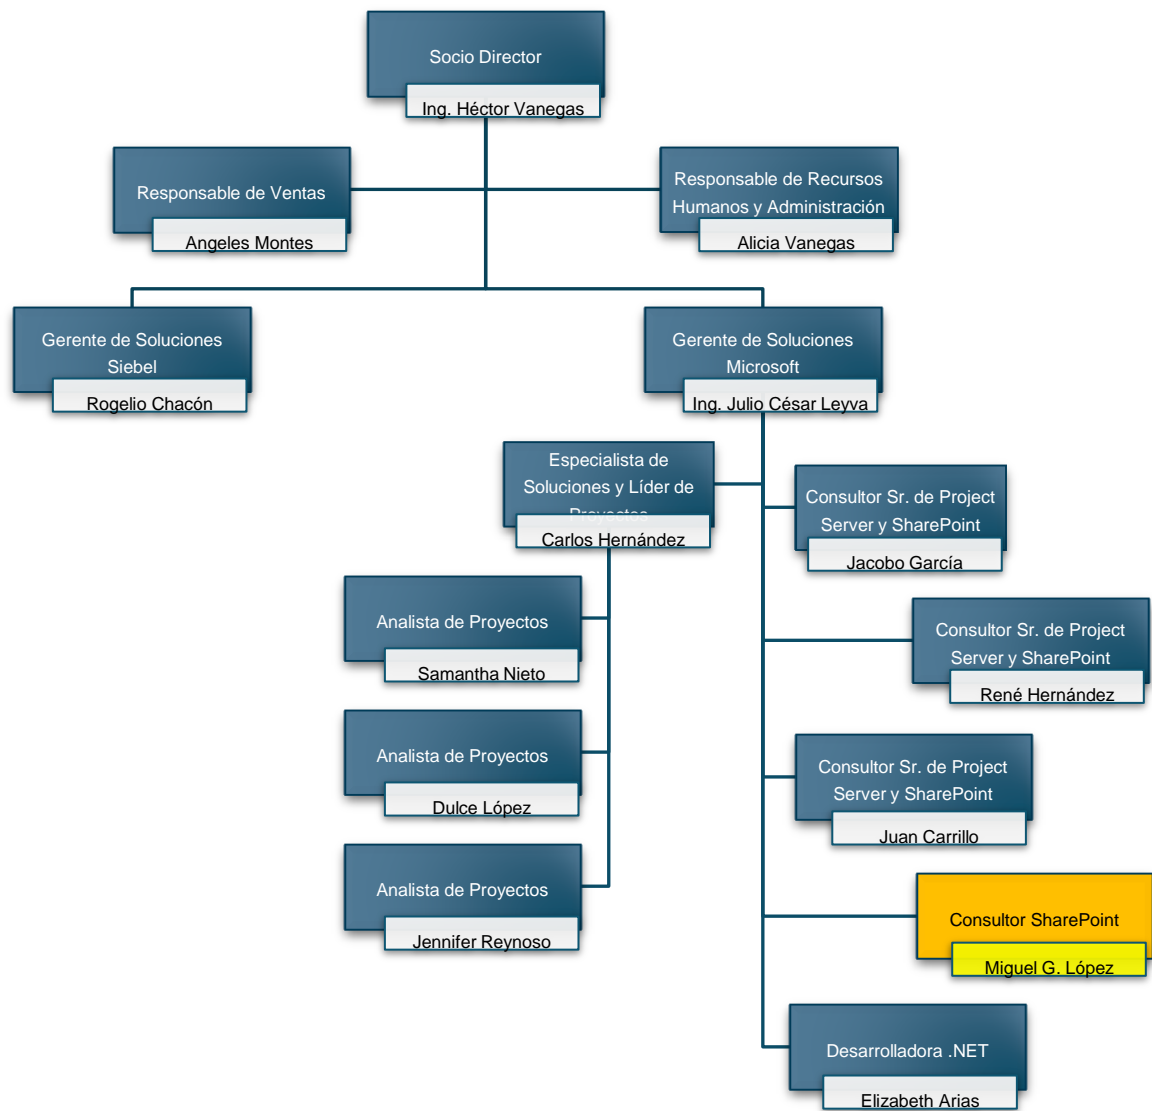 Socio Director
Ing. Héctor Vanegas
Responsable de Ventas
Angeles Montes
Responsable de Recursos
Humanos y Administración
Alicia Vanegas
Gerente de Soluciones
Siebel
Rogelio Chacón
Gerente de Soluciones
Microsoft
Ing. Julio César Leyva
Especialista de
Soluciones y Líder de
Proyectos
Carlos Hernández
Consultor Sr. de Project
Server y SharePoint
Jacobo García
Analista de Proyectos
Samantha Nieto
Consultor Sr. de Project
Server y SharePoint
René Hernández
Analista de Proyectos
Dulce López
Consultor Sr. de Project
Server y SharePoint
Juan Carrillo
Analista de Proyectos
Jennifer Reynoso
Consultor SharePoint
Miguel G. López
Desarrolladora .NET
Elizabeth Arias